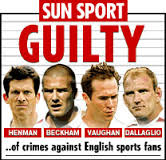 SUN SPORT
GUILTY
HENMAN BECKHAM VAUGHAN DALLAGLIO
..of crimes against English sports fans